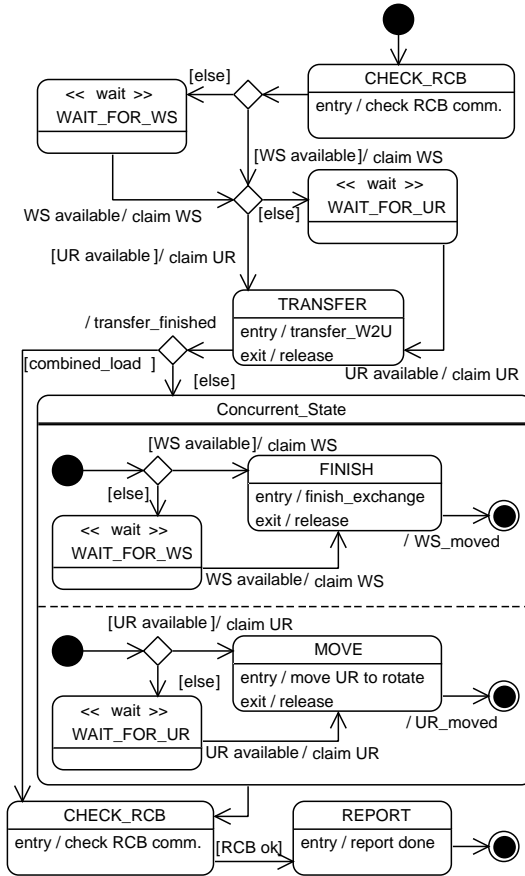 CHECK_RCB
entry / check RCB comm.
[else]
<< wait >>
WAIT_FOR_WS
[WS available]/ claim WS
WS available/ claim WS
[else]
<< wait >>
WAIT_FOR_UR
[UR available]/ claim UR
TRANSFER
entry / transfer_W2U
exit / release
/ transfer_finished
UR available/ claim UR
[combined_load ]
[else]
Concurrent_State
[WS available]/ claim WS
FINISH
entry / finish_exchange
exit / release
[else]
<< wait >>
WAIT_FOR_WS
/ WS_moved
WS available/ claim WS
[UR available]/ claim UR
MOVE
entry / move UR to rotate
exit / release
[else]
<< wait >>
WAIT_FOR_UR
/ UR_moved
UR available/ claim UR
CHECK_RCB
entry / check RCB comm.
[RCB ok]
REPORT
entry / report done